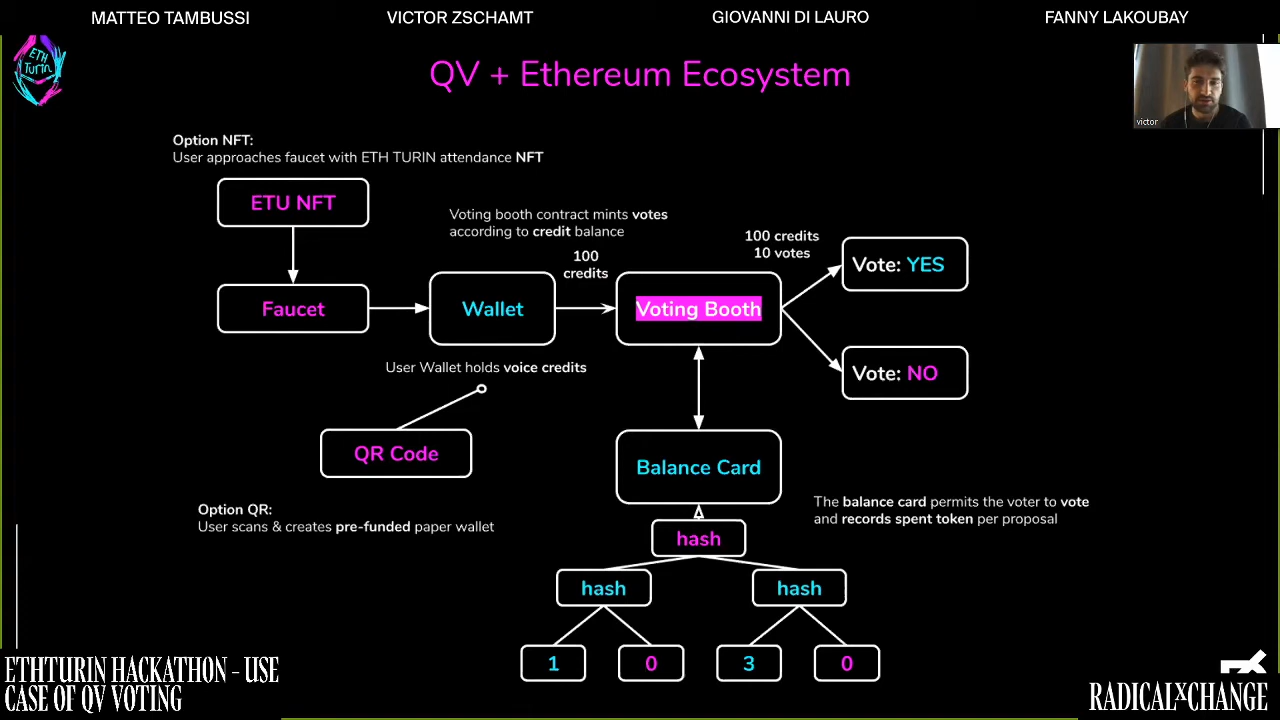 MATTEO TAMBUSSI
VICTOR ZSCHAMT
GIOVANNI DI LAURO
FANNY LAKOUBAY
ETH
TURIN
QV + Ethereum Ecosystem
victor
Option NFT:
User approaches faucet with ETH TURIN attendance NFT
ETU NFT
Voting booth contract mints votes
according to credit balance
100
credits
100 credits
10 votes
Vote: YES
Faucet
Wallet
Voting Booth
Vote: NO
User Wallet holds voice credits
QR Code
Balance Card
Option QR:
User scans & creates pre-funded paper wallet
The balance card permits the voter to vote
and records spent token per proposal
hash
hash
hash
1
0
3
0
ETHTURIN HACKATHON - USE
CASE OF QV VOTING
RADICALXCHANGE